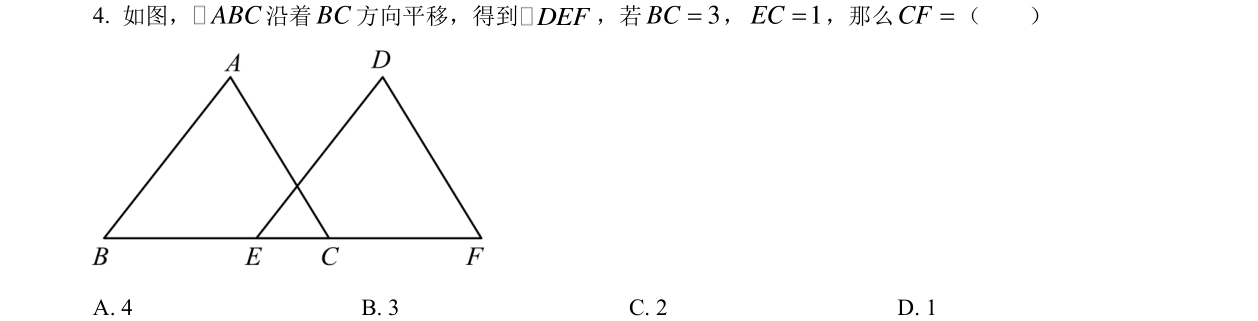 4. 如图，□ABC沿着BC方向平移，得到□DEF，若BC=3，EC=1，那么CF=（　　）
A D
B E C F
A. 4 B. 3 C. 2 D. 1